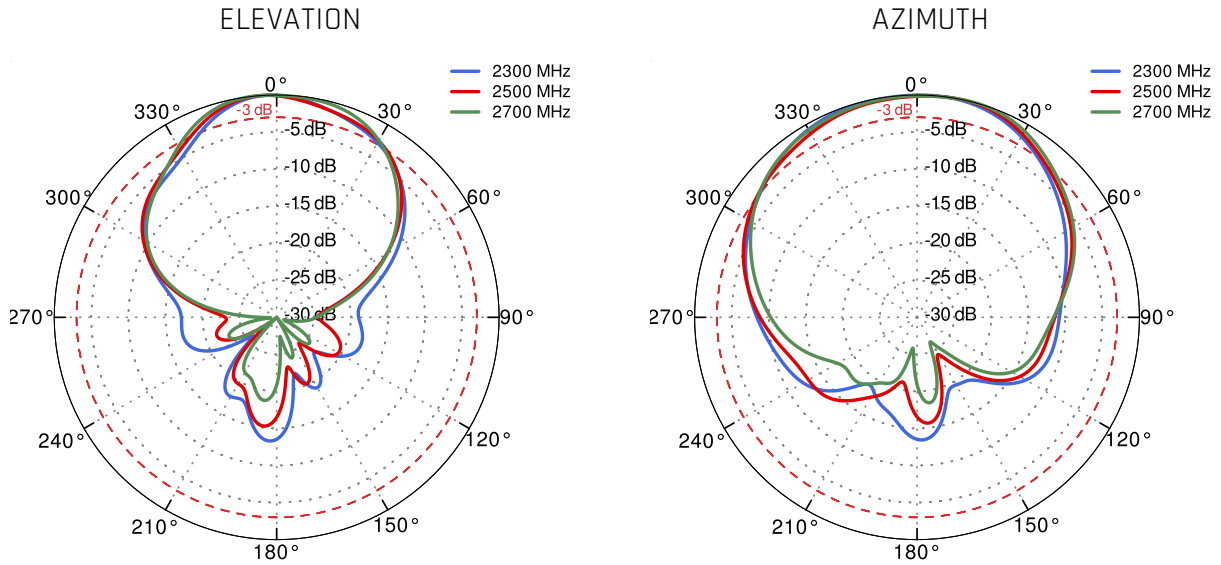 ELEVATION
2300 MHz
2500 MHz
2700 MHz
0°
330°
30°
-3 dB
-5 dB
-10 dB
300°
60°
-15 dB
-20 dB
-25 dB
270°
-30 dB
90°
240°
120°
210°
150°
180°
AZIMUTH
2300 MHz
2500 MHz
2700 MHz
0°
330°
30°
-3 dB
-5 dB
-10 dB
300°
60°
-15 dB
-20 dB
-25 dB
270°
-30 dB
90°
240°
120°
210°
150°
180°